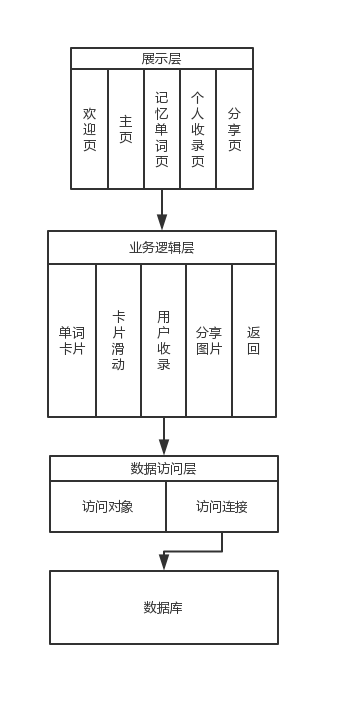 展示层
欢迎页
主页
记忆单词页
个人收录页
分享页
业务逻辑层
单词
卡片
卡片滑动
用户收录
分享
图片
返回
数据访问层
访问对象
访问连接
数据库